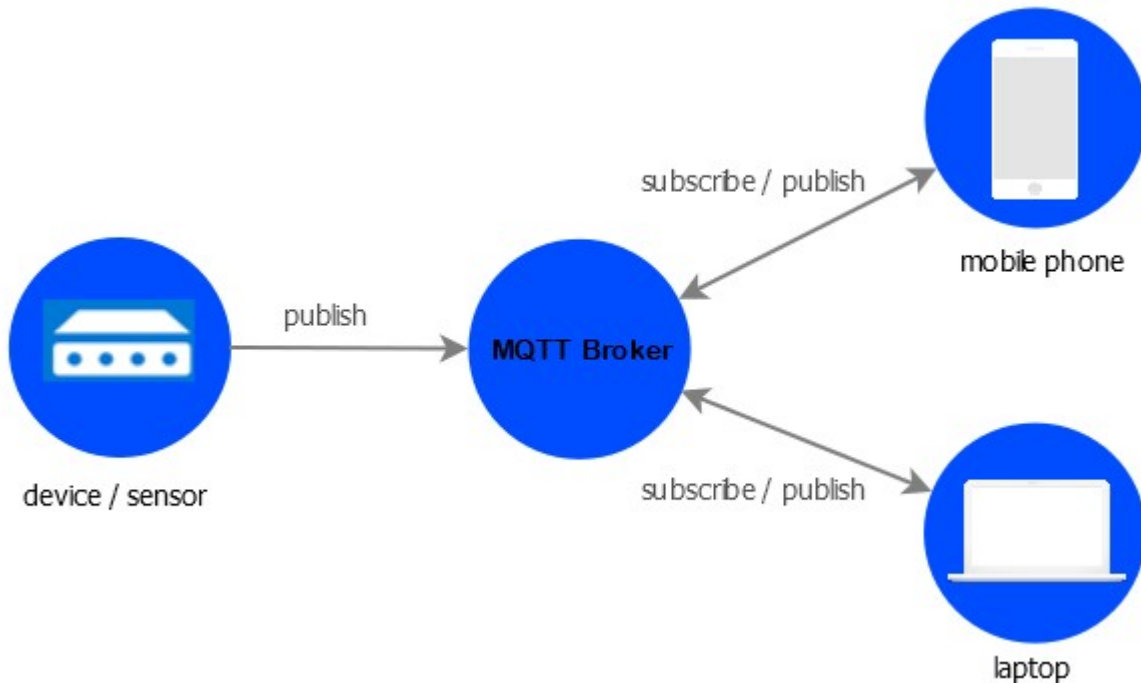 subscribe / publish
mobile phone
publish
MQTT Broker
device / sensor
subscribe / publish
laptop